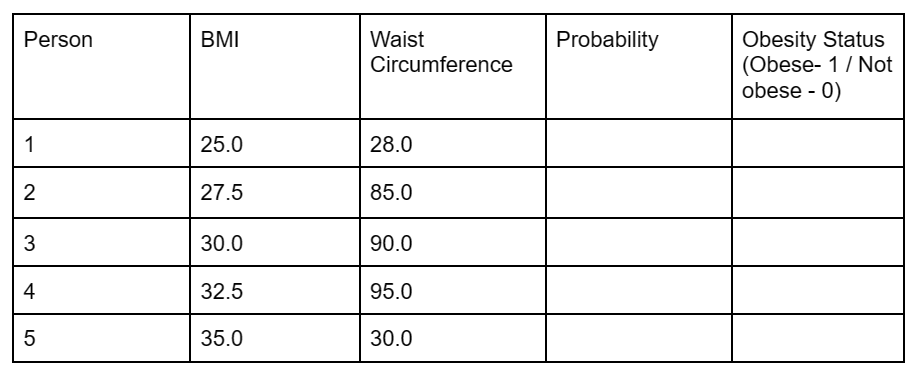 Person BMI Waist Circumference Probability Obesity Status (Obese- 1 / Not obese - 0)
1 25.0 28.0
2 27.5 85.0
3 30.0 90.0
4 32.5 95.0
5 35.0 30.0